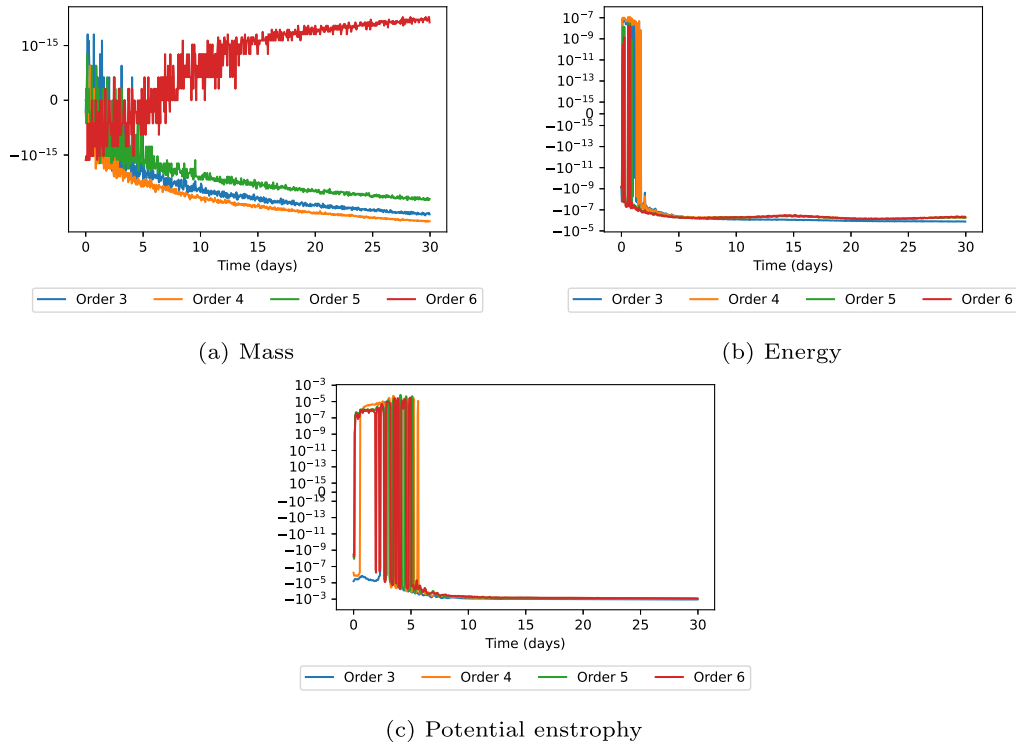 10⁻¹⁵
0
−10⁻¹⁵
0 5 10 15 20 25 30
Time (days)
Order 3 Order 4 Order 5 Order 6
(a) Mass
10⁻⁷
10⁻⁹
10⁻¹¹
10⁻¹³
10⁻¹⁵
0
−10⁻¹⁵
−10⁻¹³
−10⁻¹¹
−10⁻⁹
−10⁻⁷
−10⁻⁵
0 5 10 15 20 25 30
Time (days)
Order 3 Order 4 Order 5 Order 6
(b) Energy
10⁻³
10⁻⁵
10⁻⁷
10⁻⁹
10⁻¹¹
10⁻¹³
10⁻¹⁵
0
−10⁻¹⁵
−10⁻¹³
−10⁻¹¹
−10⁻⁹
−10⁻⁷
−10⁻⁵
−10⁻³
0 5 10 15 20 25 30
Time (days)
Order 3 Order 4 Order 5 Order 6
(c) Potential enstrophy